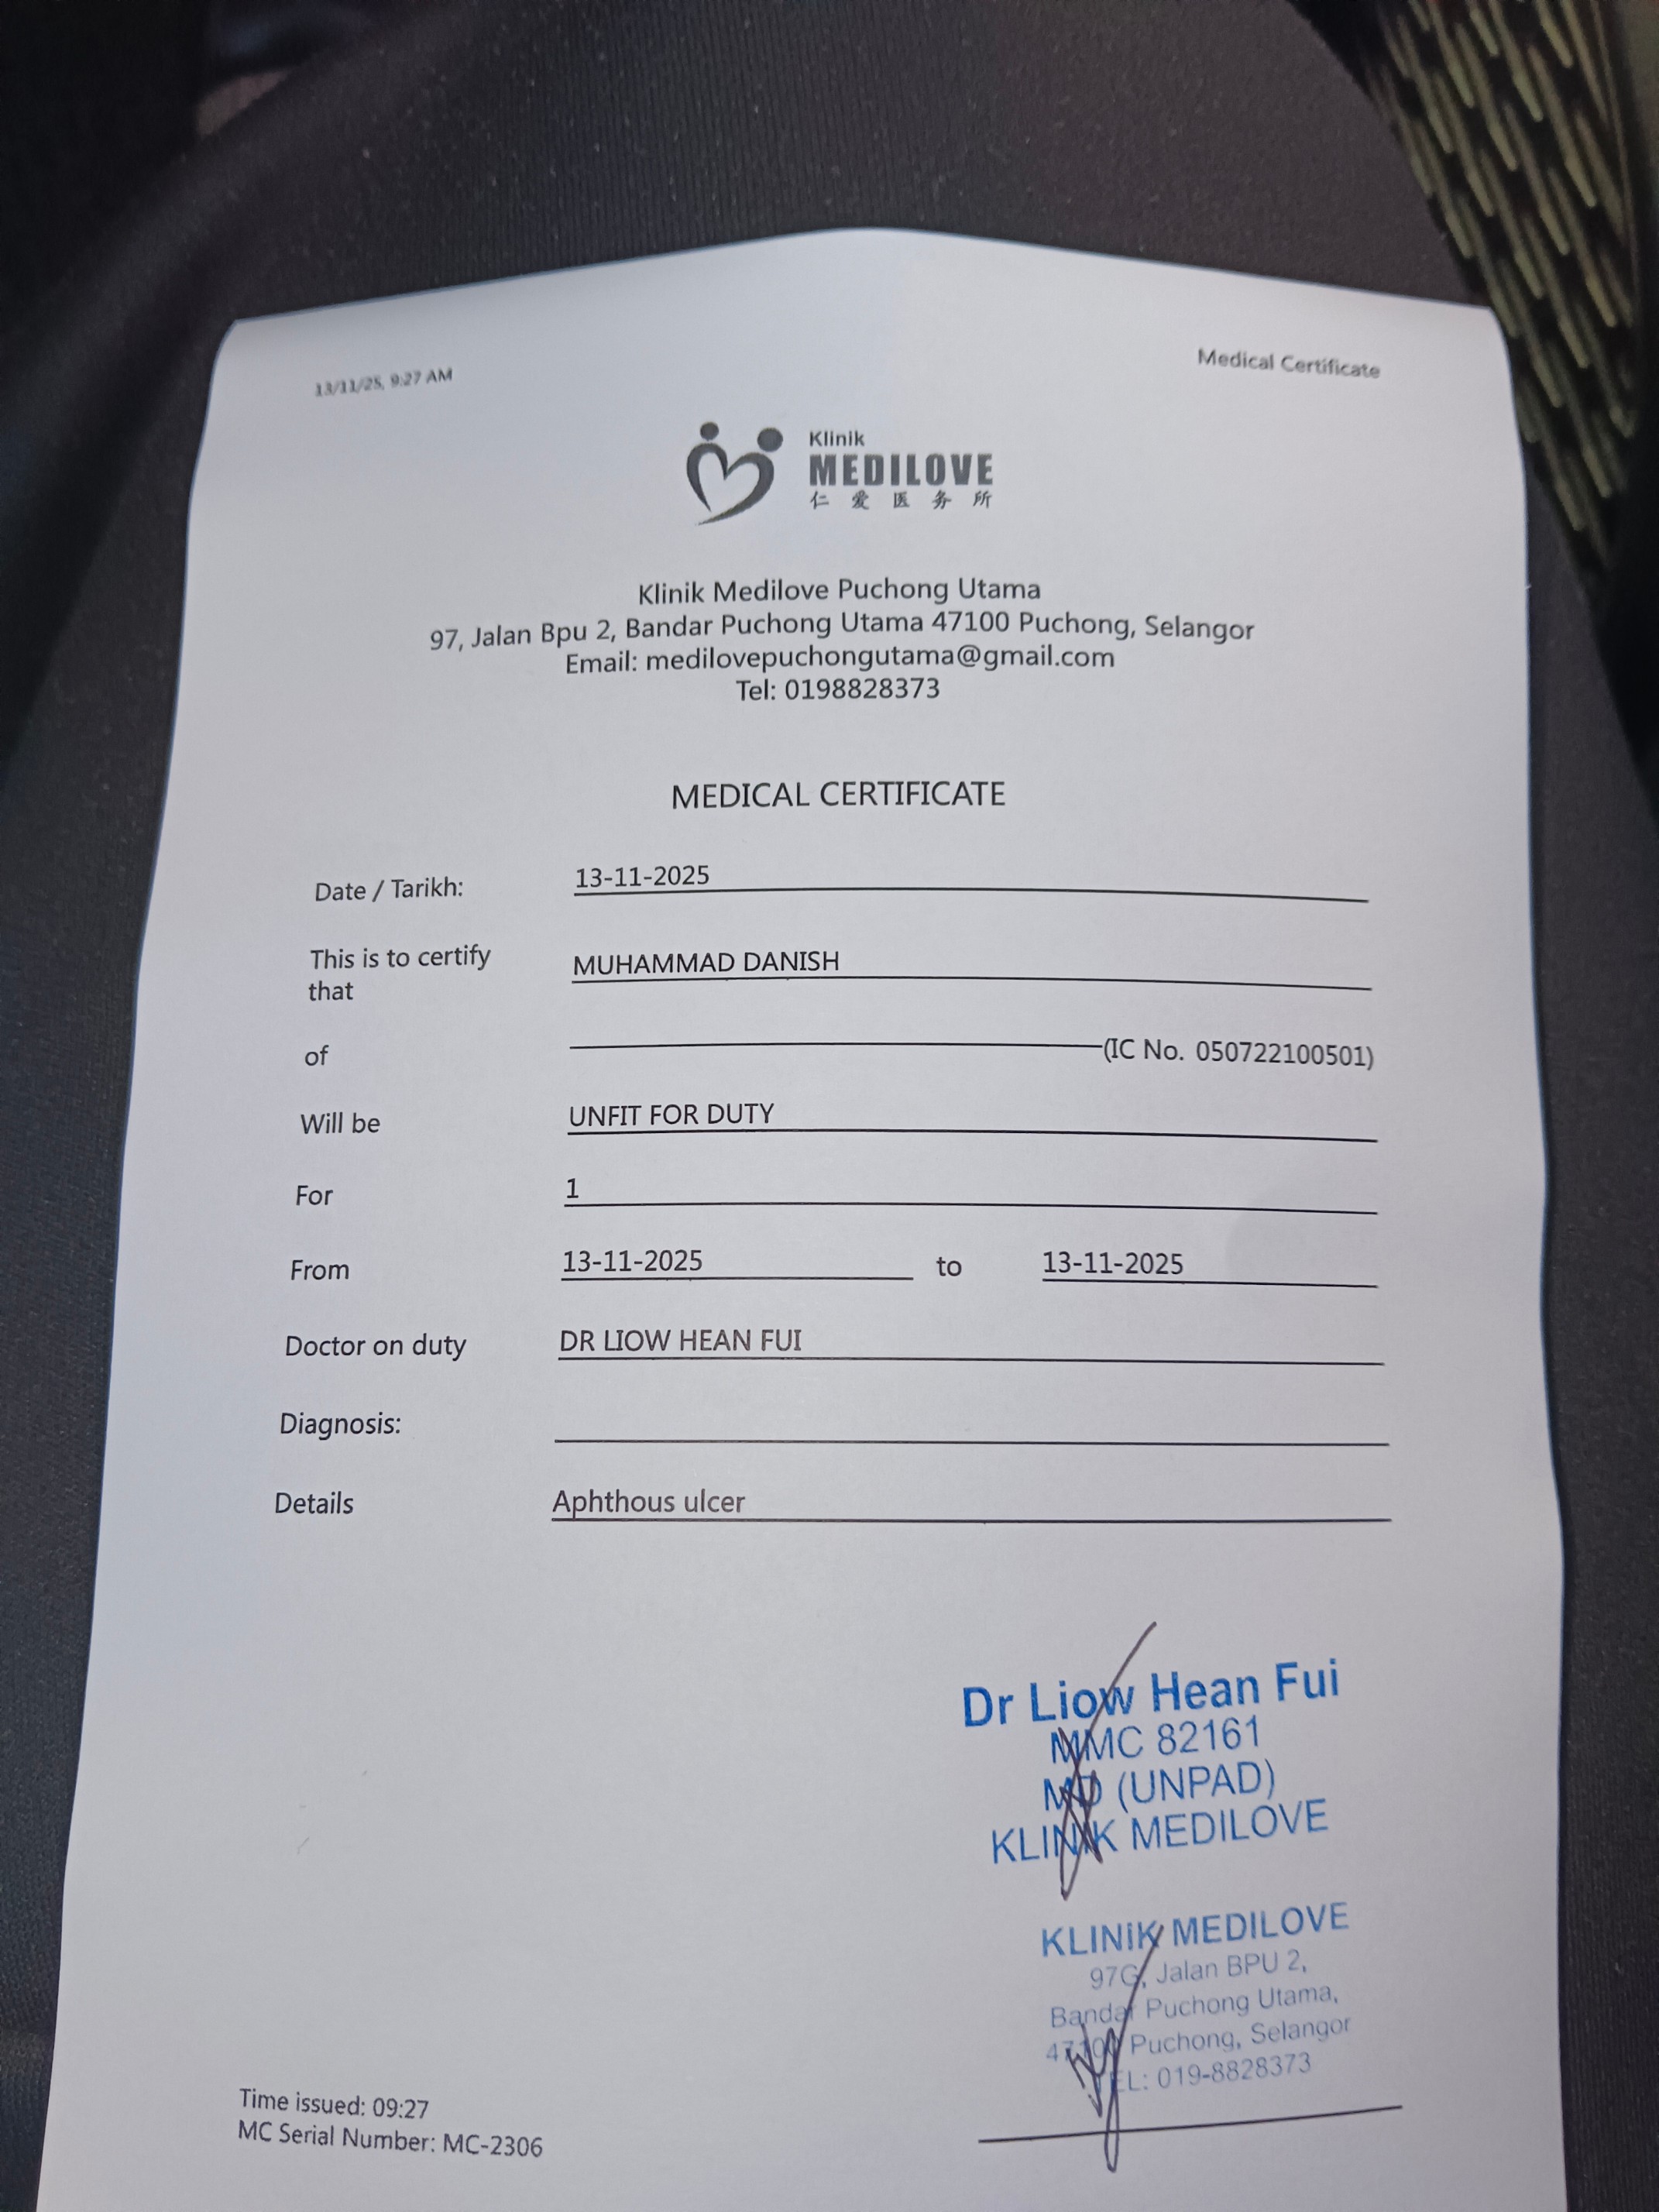 13/11/25, 9:27 AM
Medical Certificate
Klinik
MEDILOVE
仁爱医务所
Klinik Medilove Puchong Utama
97, Jalan Bpu 2, Bandar Puchong Utama 47100 Puchong, Selangor
Email: medilovepuchongutama@gmail.com
Tel: 0198828373
MEDICAL CERTIFICATE
Date / Tarikh: 13-11-2025
This is to certify that MUHAMMAD DANISH
of (IC No. 050722100501)
Will be UNFIT FOR DUTY
For 1
From 13-11-2025 to 13-11-2025
Doctor on duty DR LIOW HEAN FUI
Diagnosis:
Details Aphthous ulcer
Dr Liow Hean Fui
MMC 82161
MD (UNPAD)
KLINIK MEDILOVE
KLINIK MEDILOVE
97G, Jalan BPU 2,
Bandar Puchong Utama,
47100 Puchong, Selangor
TEL: 019-8828373
Time issued: 09:27
MC Serial Number: MC-2306